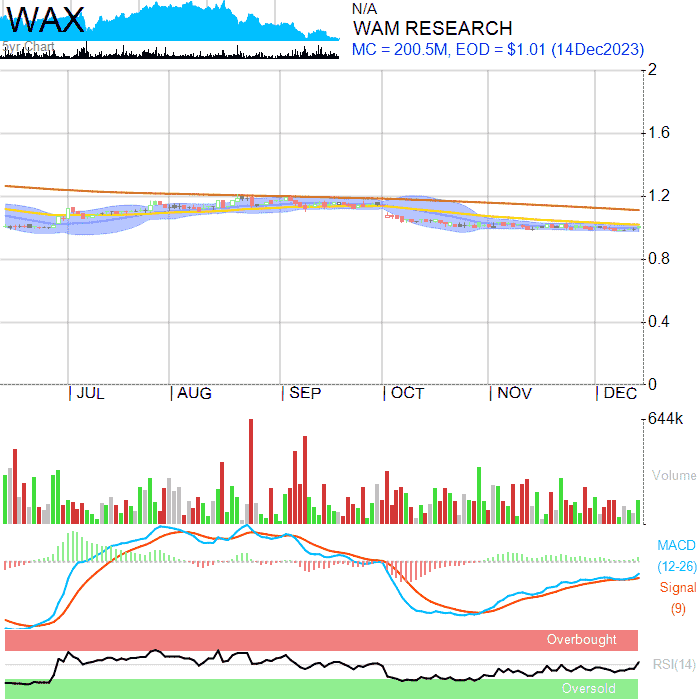 WAX
5yr Chart
N/A
WAM RESEARCH
MC = 200.5M, EOD = $1.01 (14Dec2023)
2
1.6
1.2
0.8
0.4
0
JUL AUG SEP OCT NOV DEC
644k
Volume
MACD
(12-26)
Signal
(9)
Overbought
RSI(14)
Oversold